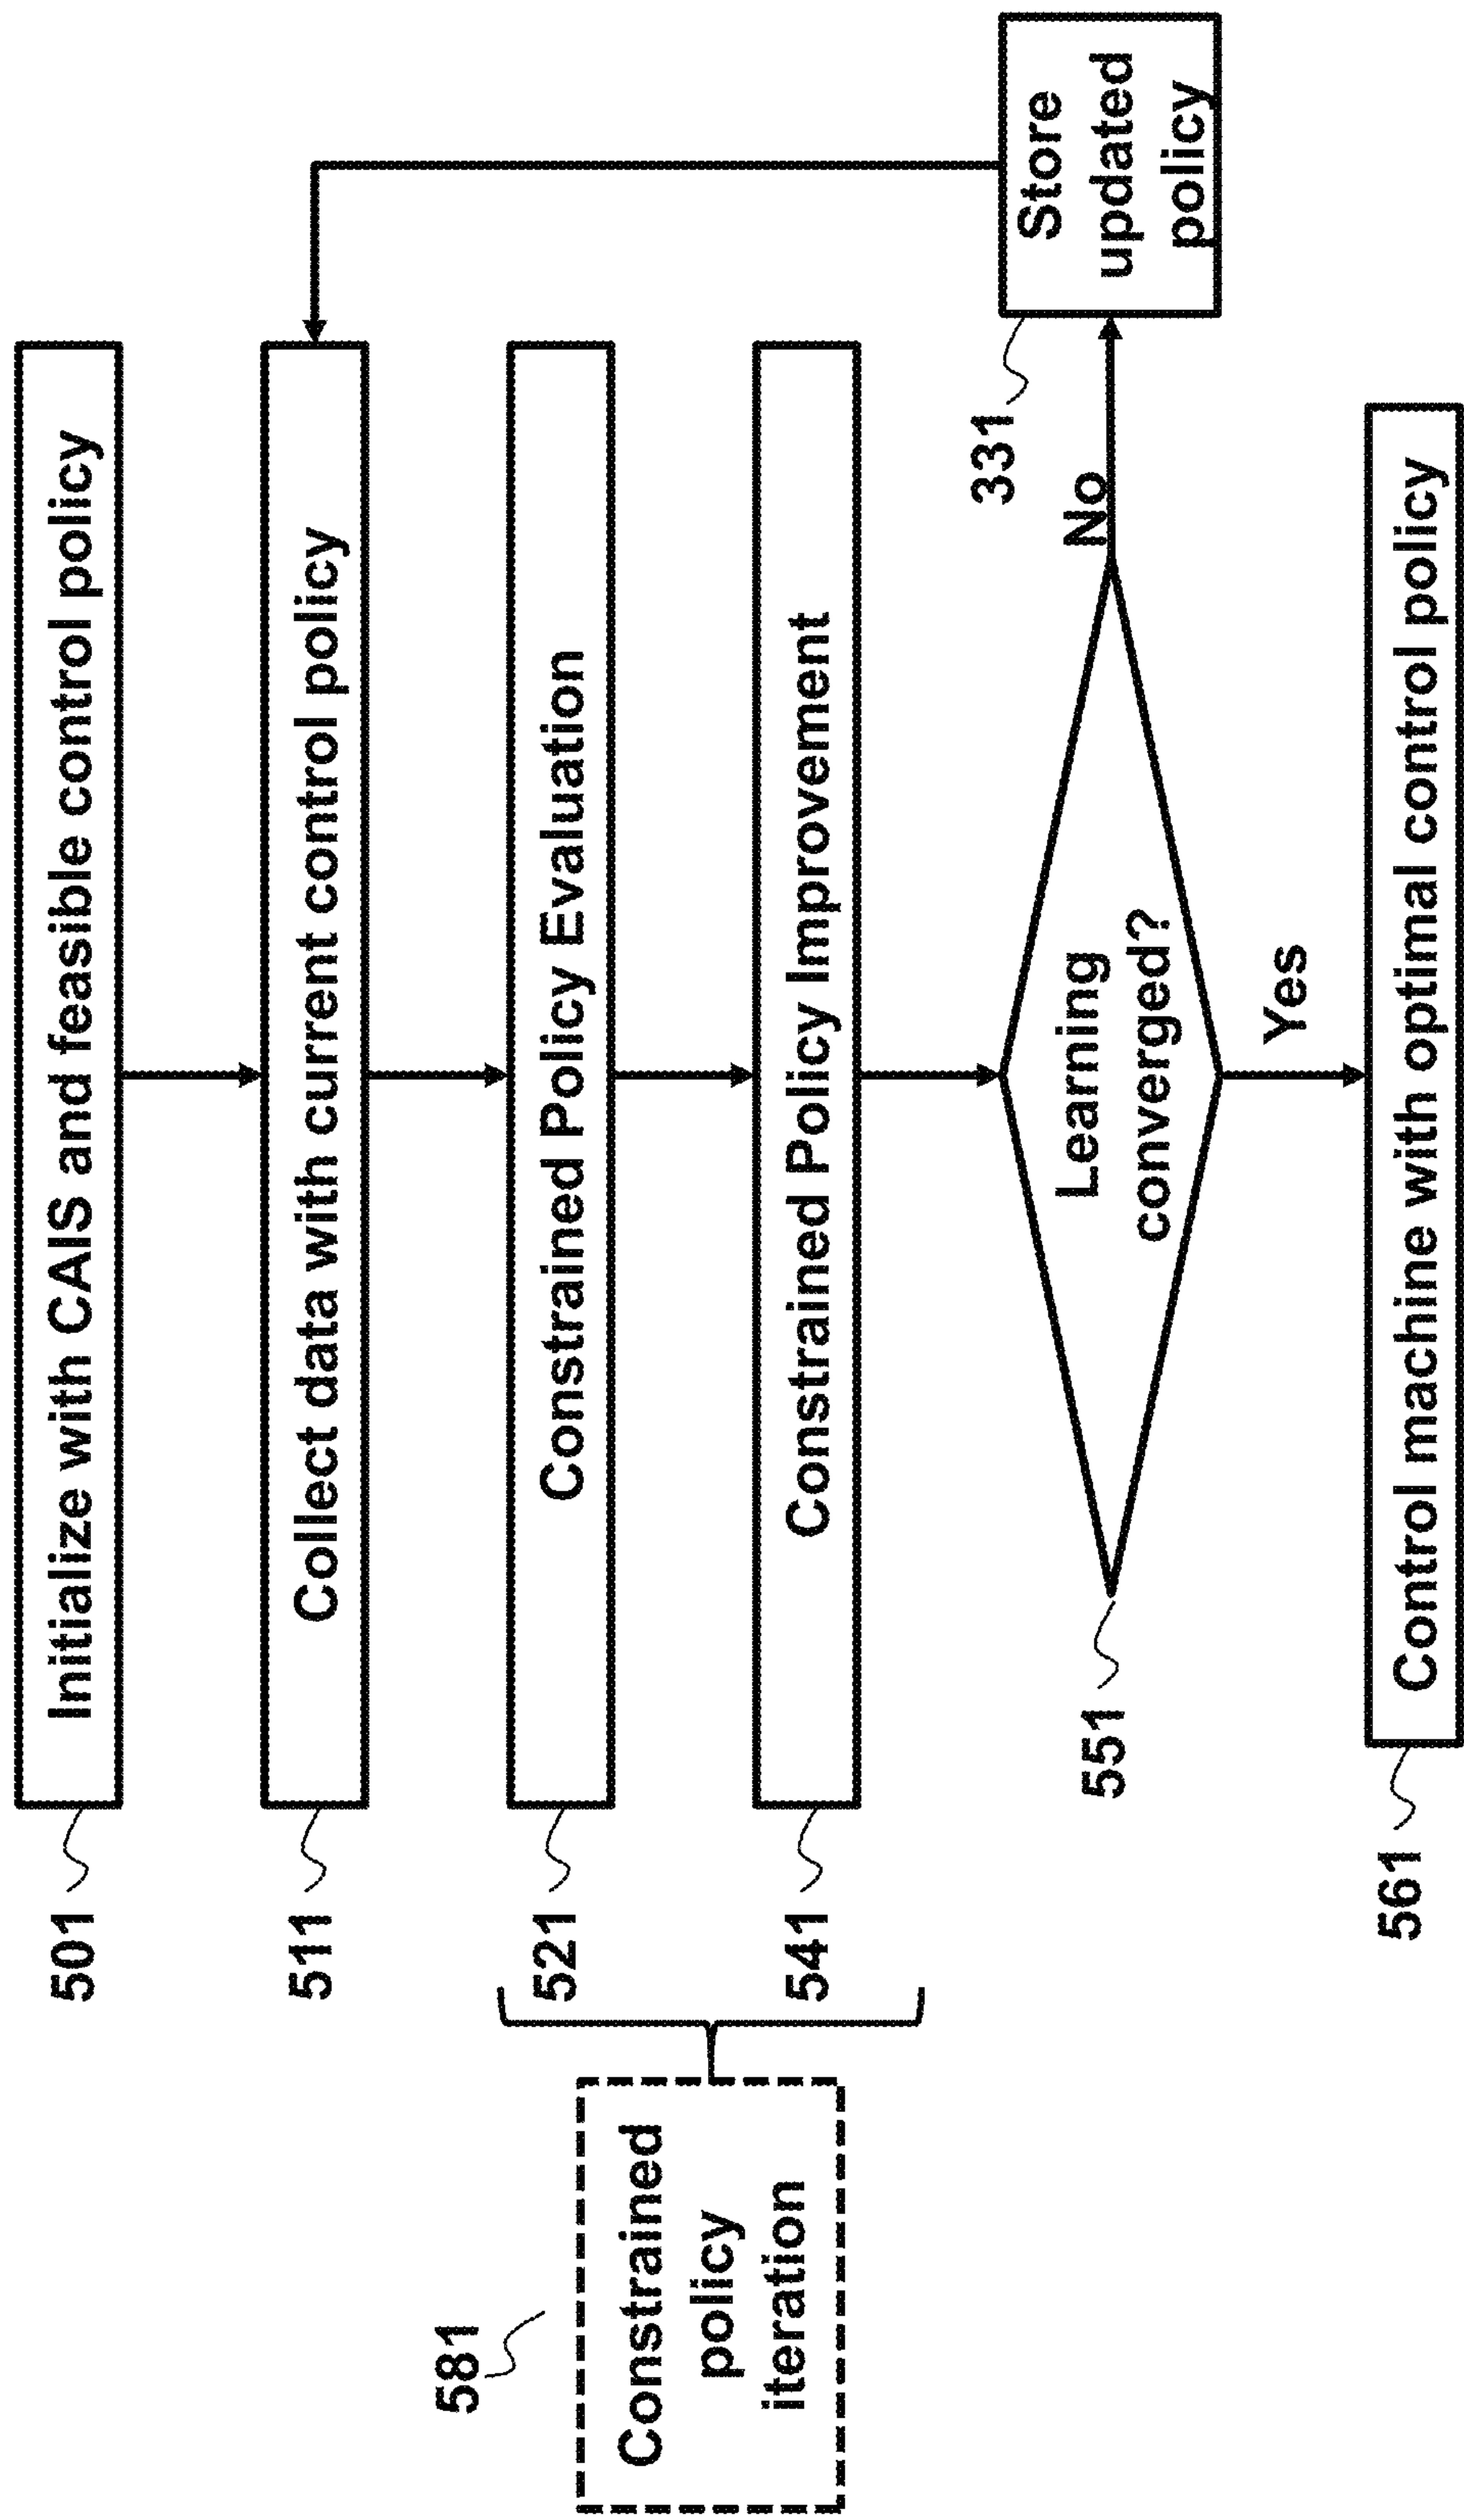 501
Initialize with CAIS and feasible control policy
511
Collect data with current control policy
581
Constrained
policy
iteration
521
Constrained Policy Evaluation
541
Constrained Policy Improvement
551
Learning
converged?
No
331
Store
updated
policy
Yes
561
Control machine with optimal control policy